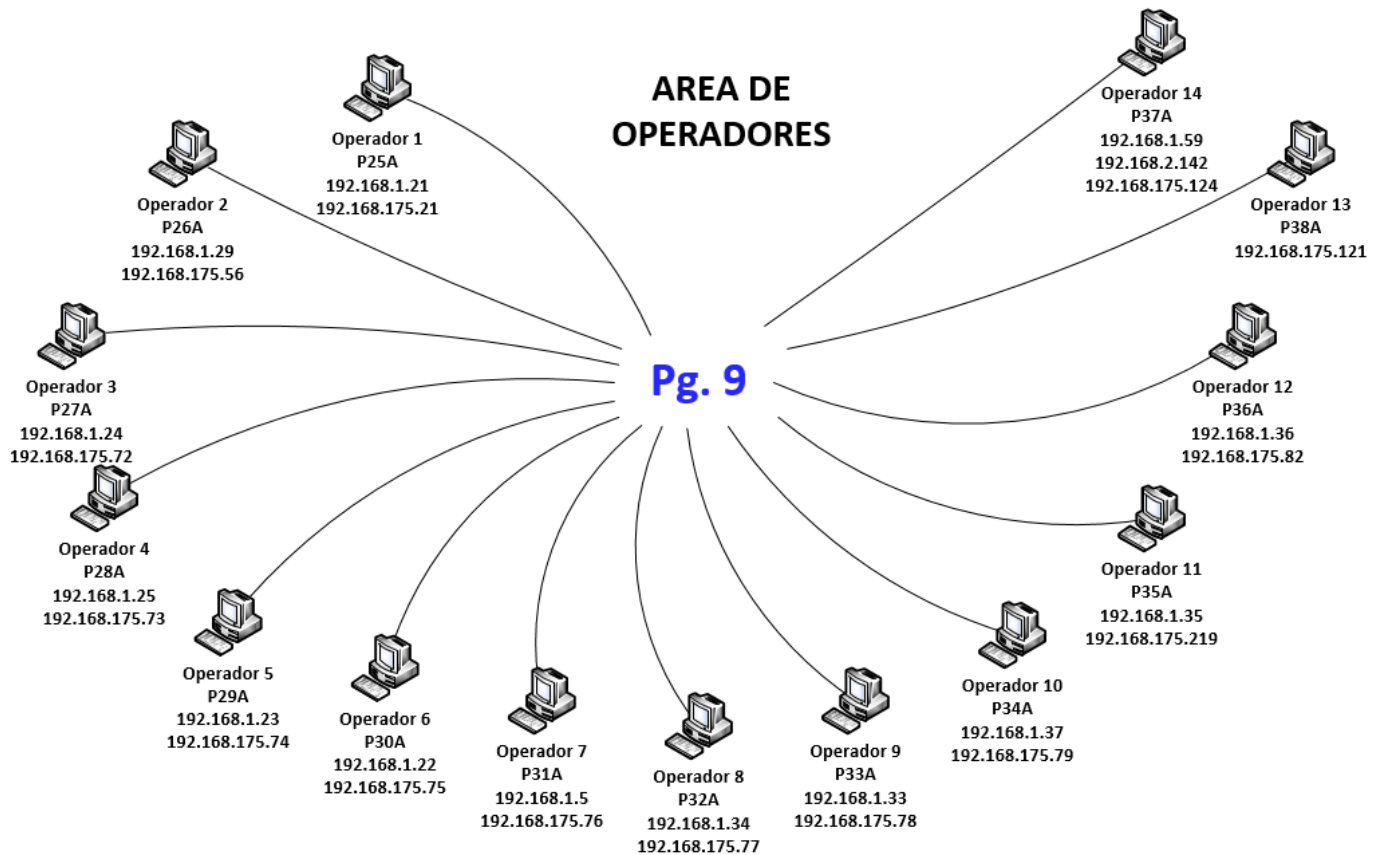 AREA DE
OPERADORES
Operador 1
P25A
192.168.1.21
192.168.175.21
Operador 2
P26A
192.168.1.29
192.168.175.56
Operador 3
P27A
192.168.1.24
192.168.175.72
Operador 4
P28A
192.168.1.25
192.168.175.73
Operador 5
P29A
192.168.1.23
192.168.175.74
Operador 6
P30A
192.168.1.22
192.168.175.75
Operador 7
P31A
192.168.1.5
192.168.175.76
Operador 8
P32A
192.168.1.34
192.168.175.77
Operador 9
P33A
192.168.1.33
192.168.175.78
Operador 10
P34A
192.168.1.37
192.168.175.79
Operador 11
P35A
192.168.1.35
192.168.175.219
Operador 12
P36A
192.168.1.36
192.168.175.82
Operador 13
P38A
192.168.175.121
Operador 14
P37A
192.168.1.59
192.168.2.142
192.168.175.124
Pg. 9